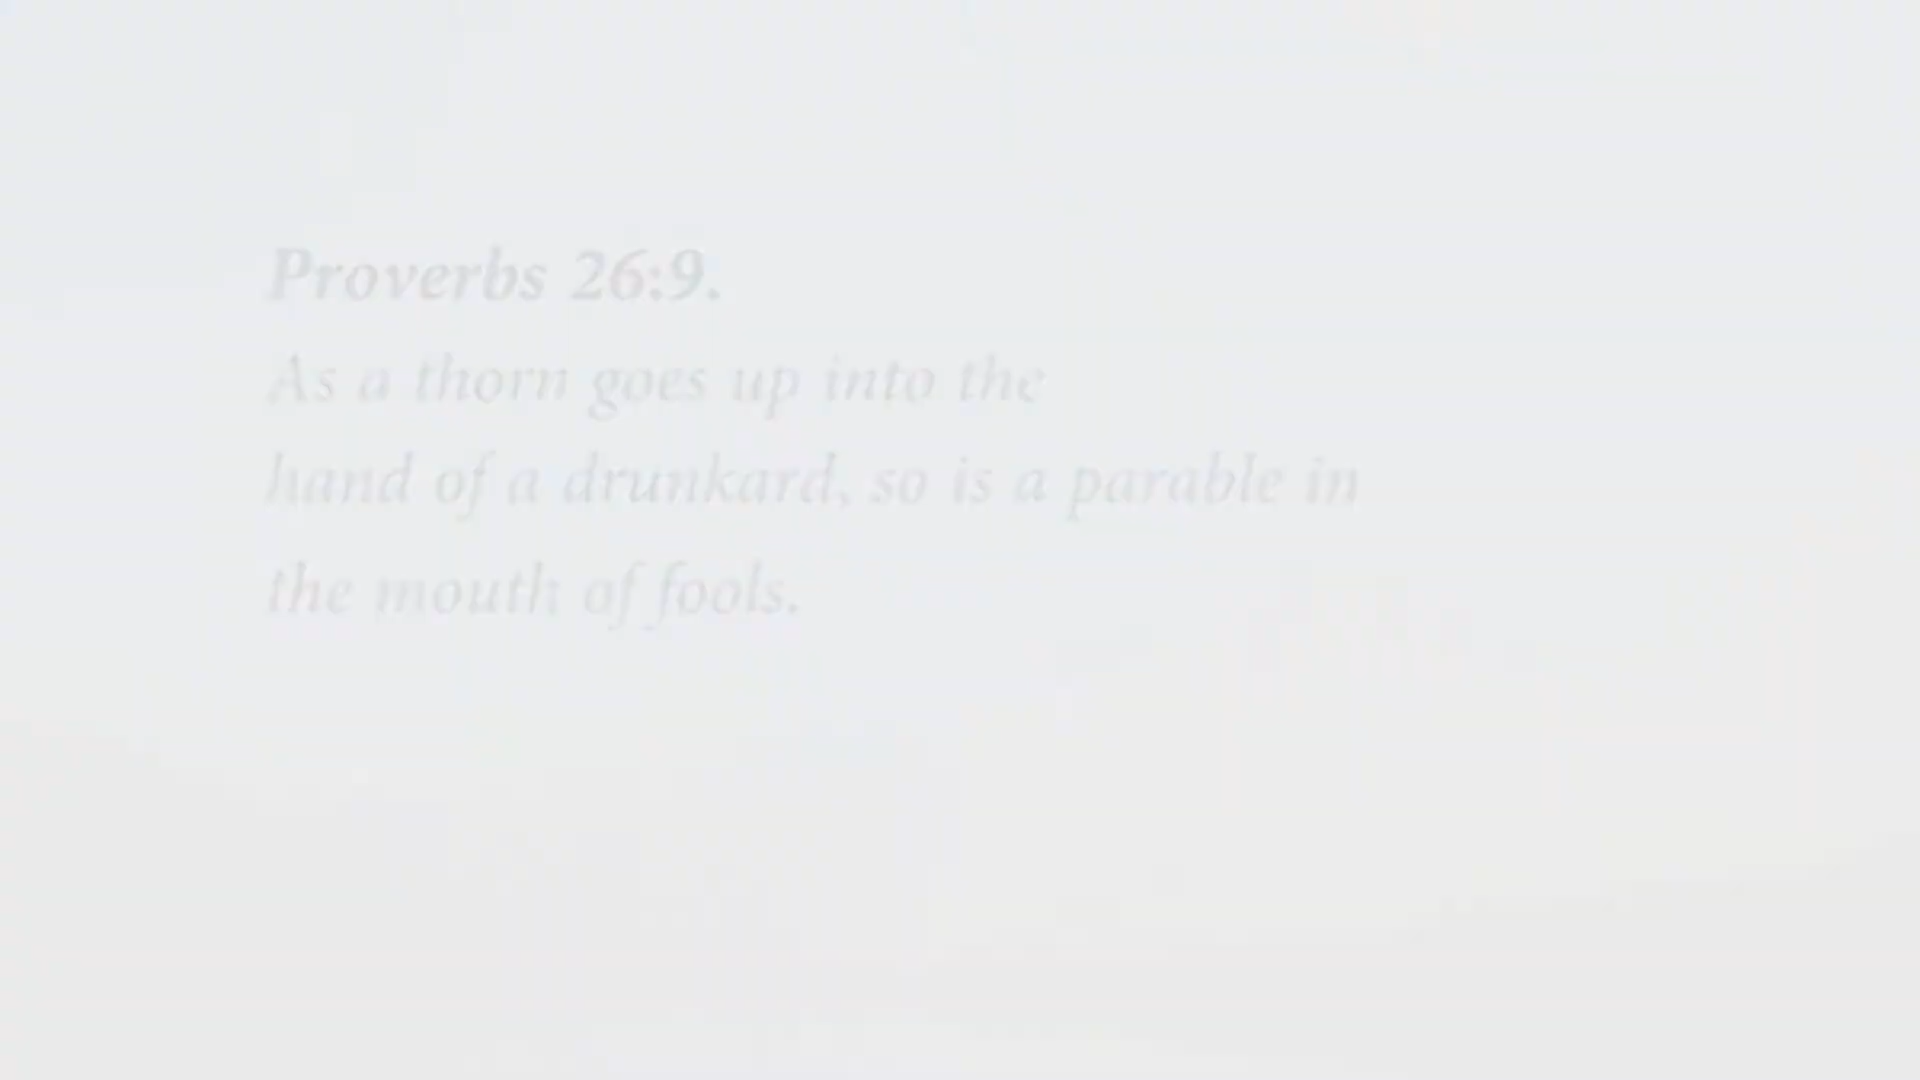 Proverbs 26:9.
As a thorn goes up into the
hand of a drunkard, so is a parable in
the mouth of fools.